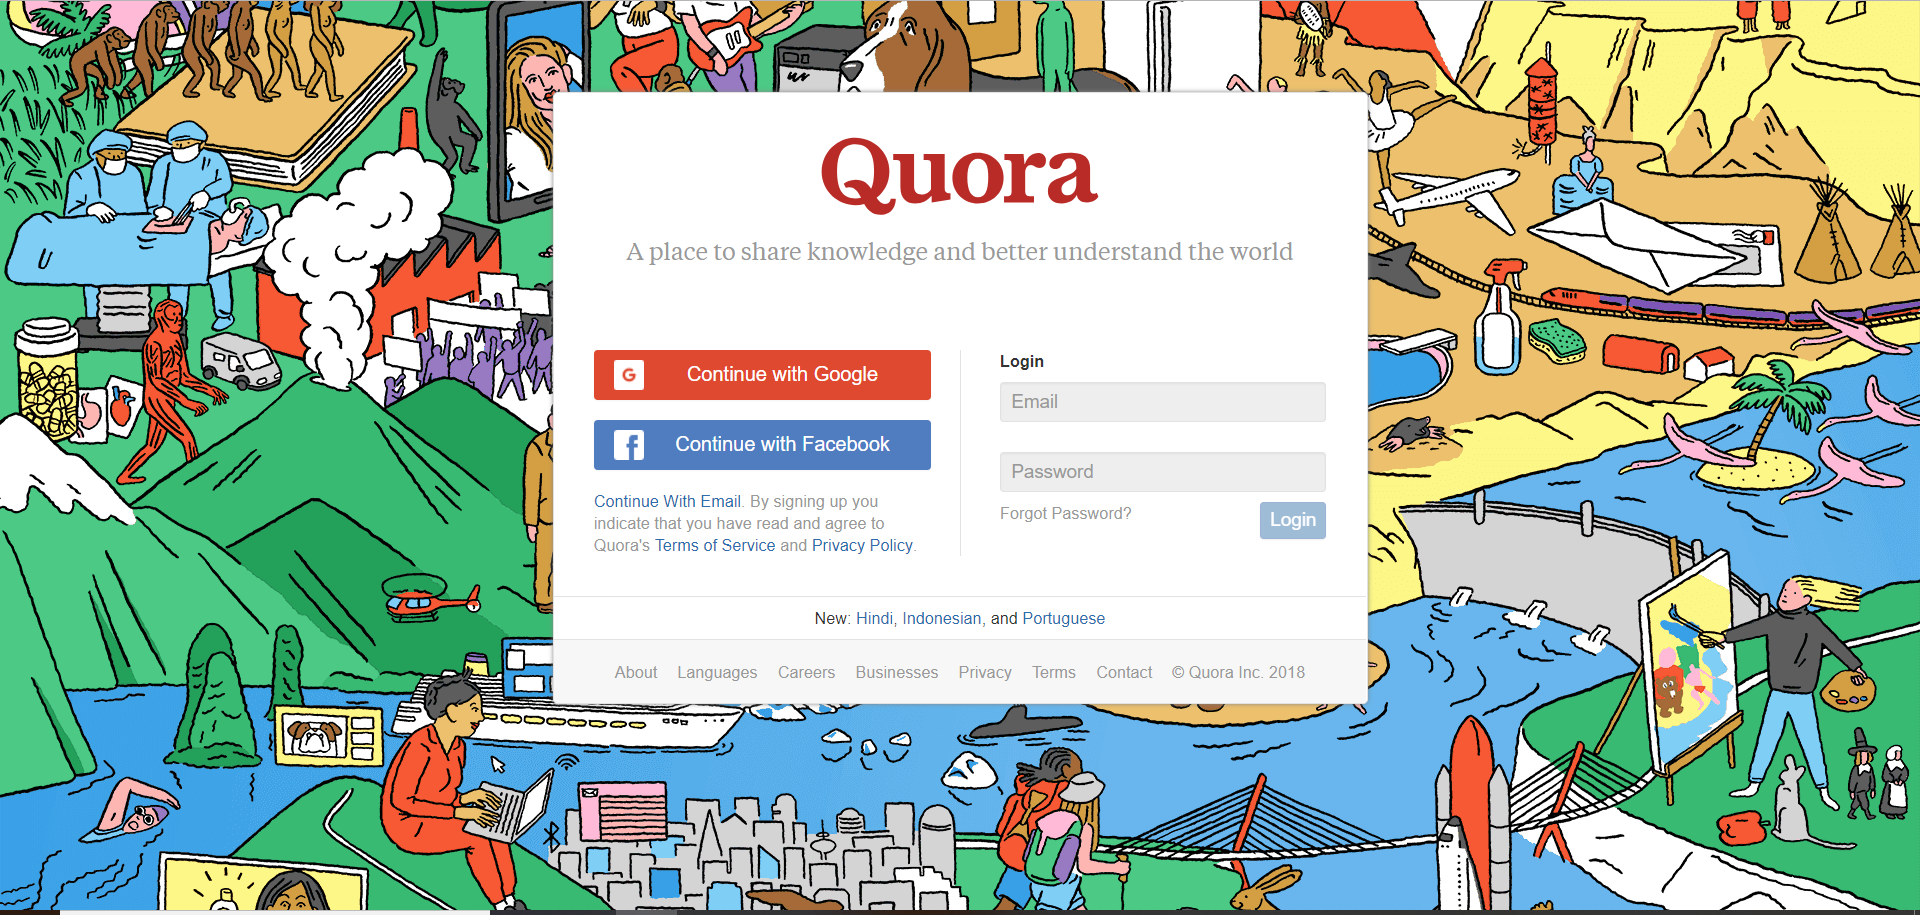 Quora
A place to share knowledge and better understand the world
G Continue with Google
f Continue with Facebook
Continue With Email. By signing up you
indicate that you have read and agree to
Quora's Terms of Service and Privacy Policy.
Login
Email
Password
Forgot Password?
Login
New: Hindi, Indonesian, and Portuguese
About Languages Careers Businesses Privacy Terms Contact © Quora Inc. 2018